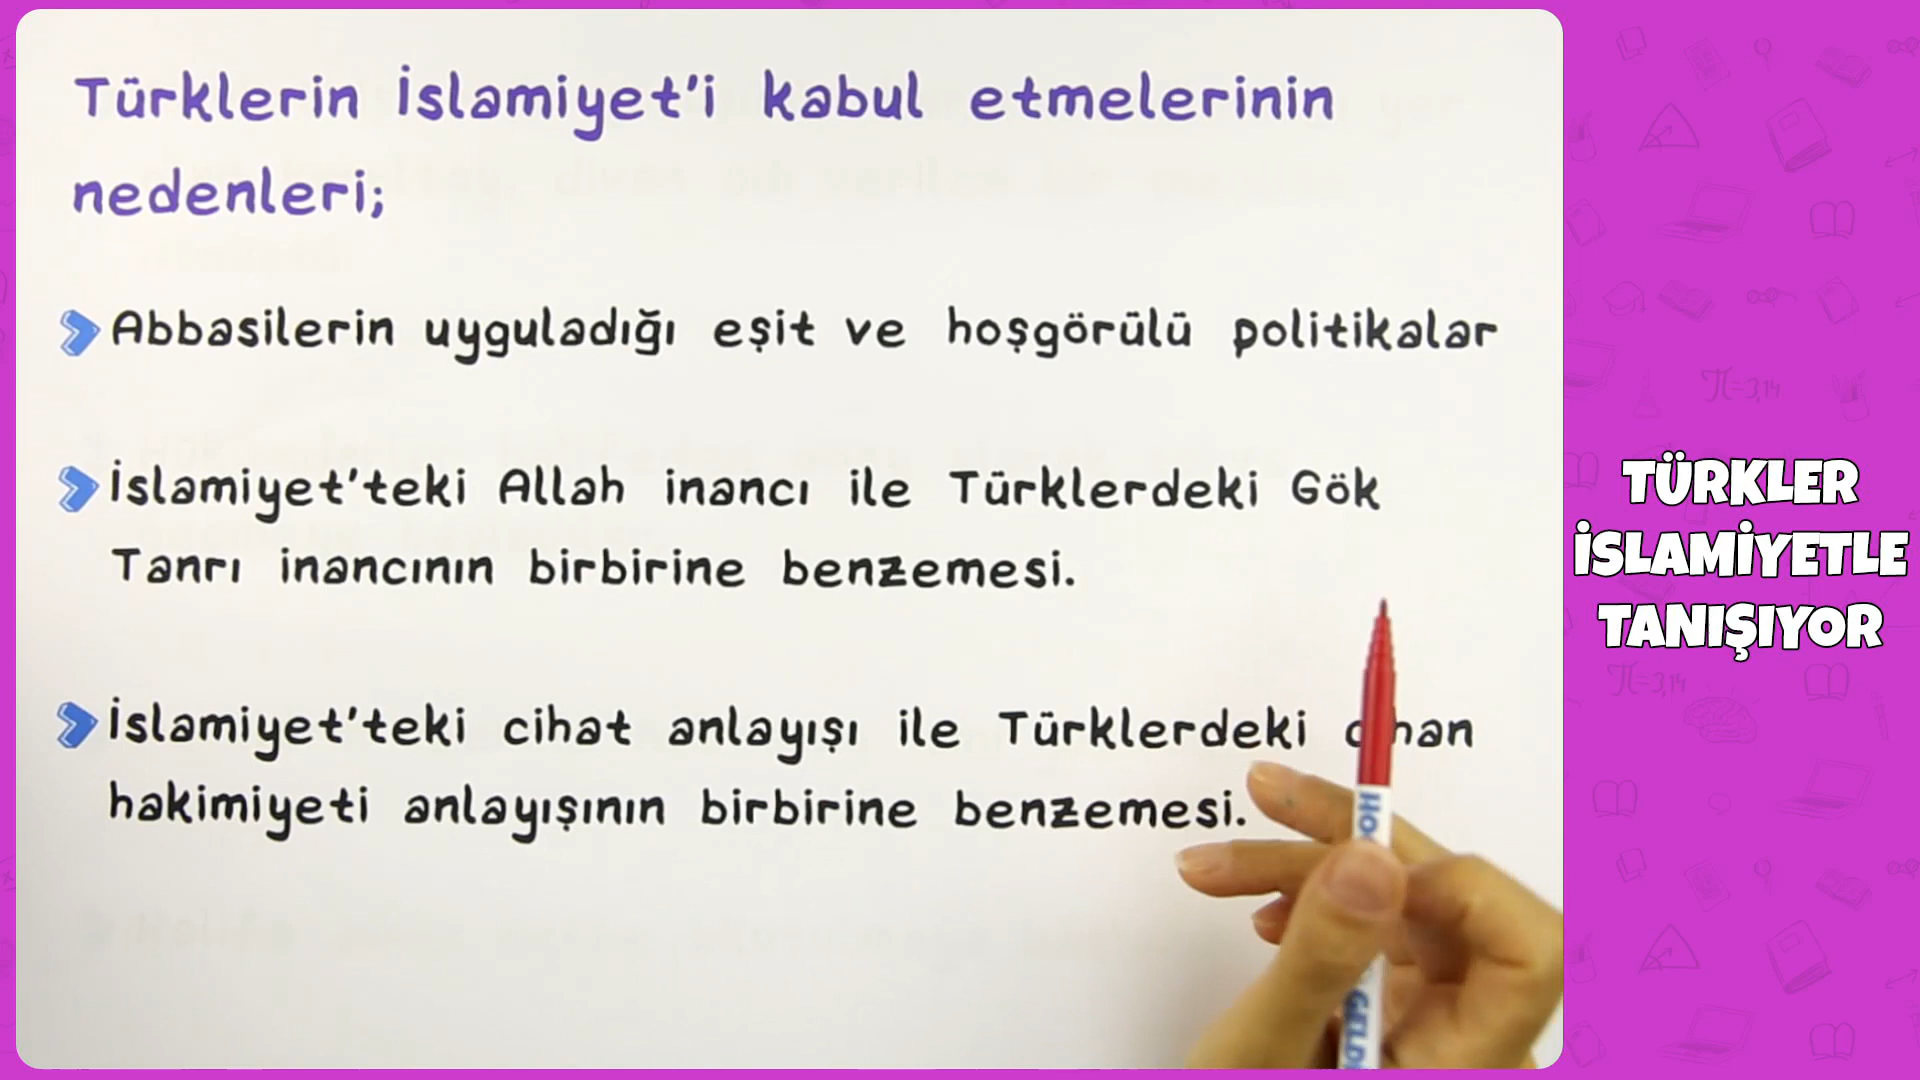 Türklerin İslamiyet'i kabul etmelerinin
nedenleri;
Abbasilerin uyguladığı eşit ve hoşgörülü politikalar
İslamiyet'teki Allah inancı ile Türklerdeki Gök
Tanrı inancının birbirine benzemesi.
İslamiyet'teki cihat anlayışı ile Türklerdeki cihan
hakimiyeti anlayışının birbirine benzemesi.
TÜRKLER
İSLAMİYETLE
TANIŞIYOR